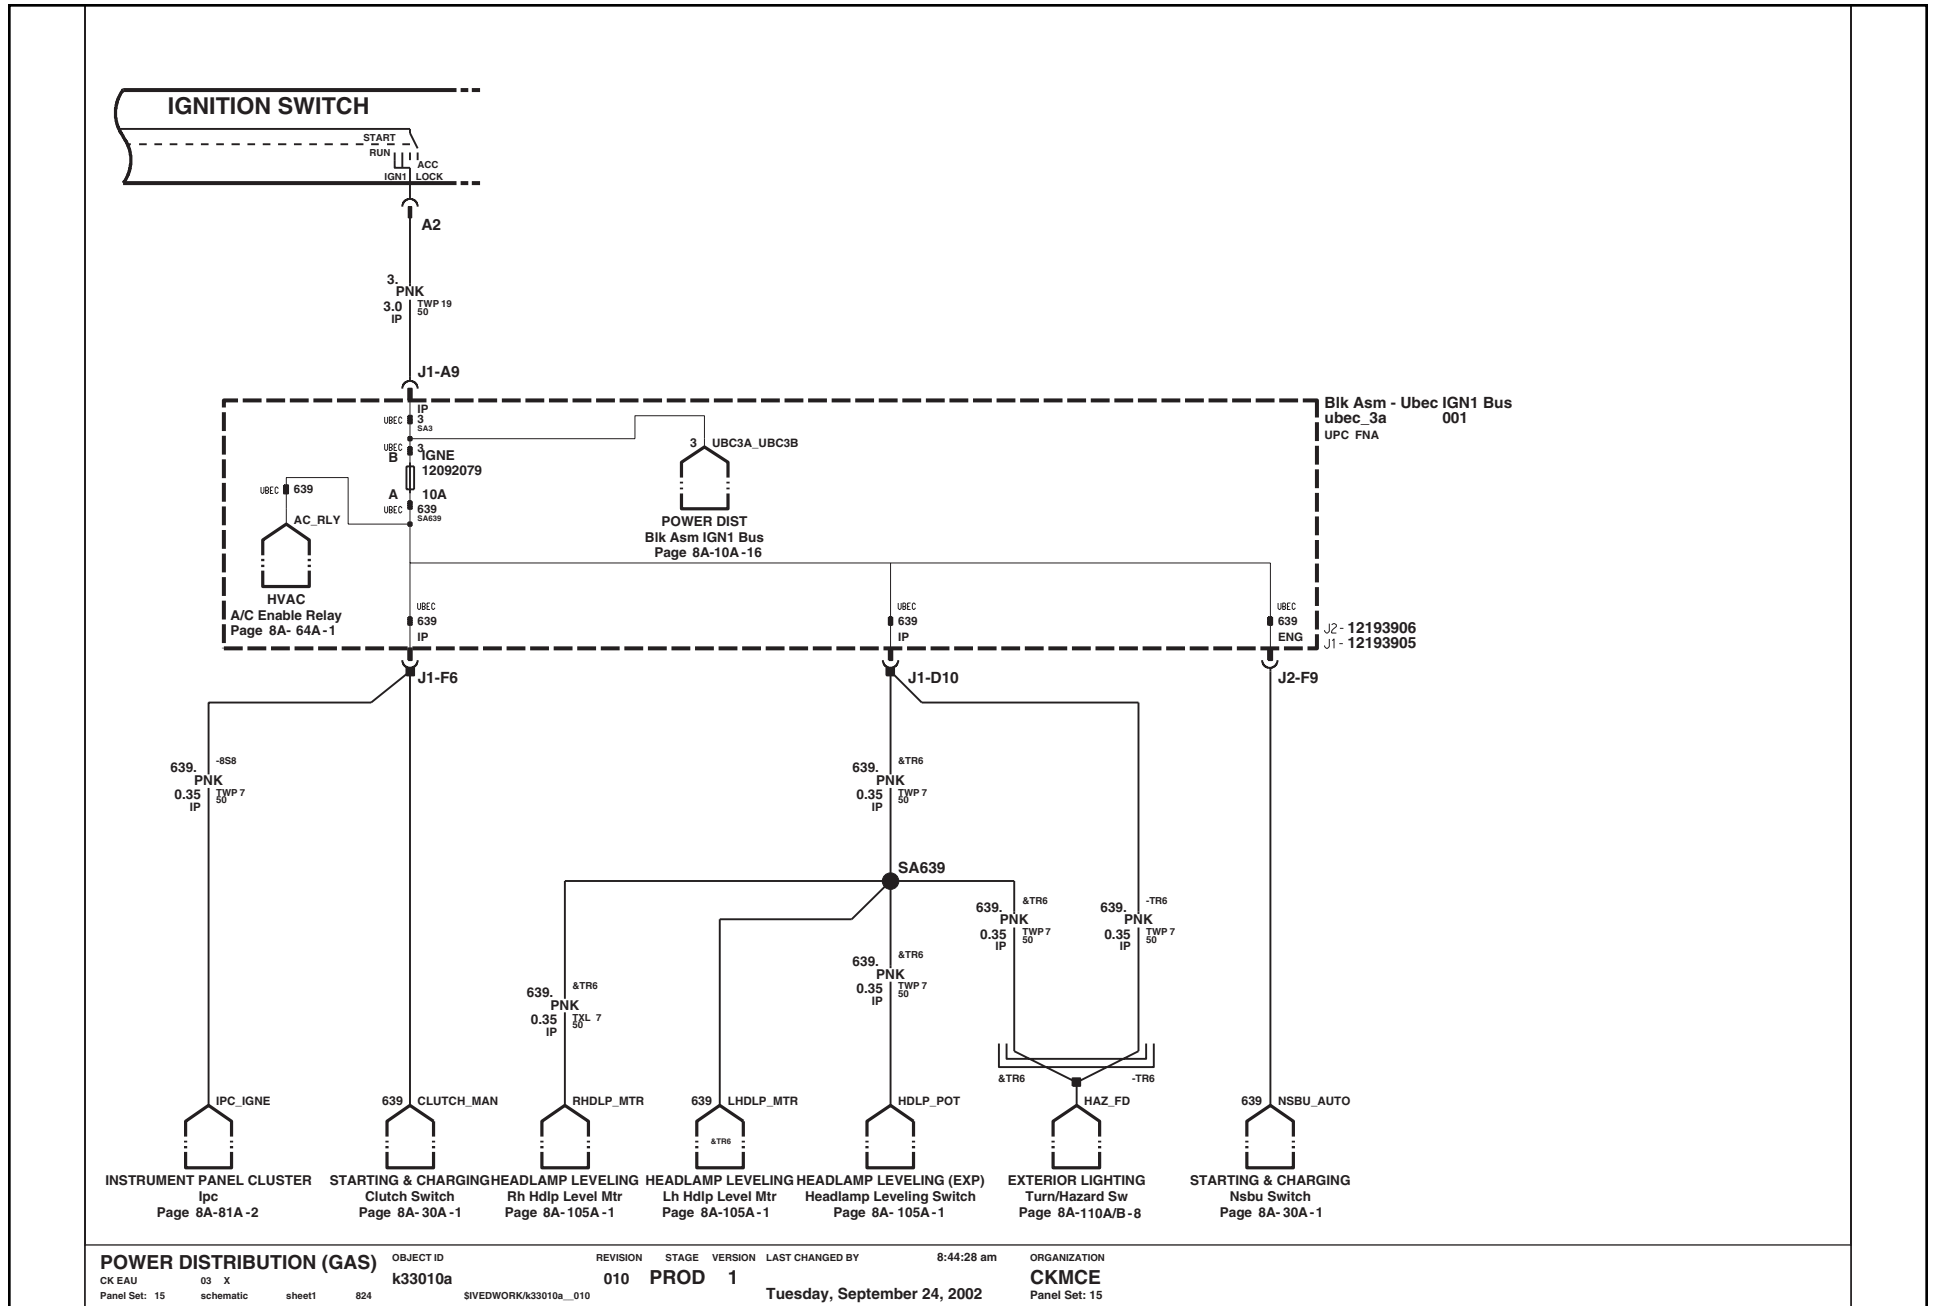 IGNITION SWITCH
START
RUN
ACC
IGN1 LOCK
A2
3.
PNK
3.0 TWP 19
IP 50
J1-A9
Blk Asm - Ubec IGN1 Bus
ubec_3a 001
UPC FNA
IP
UBEC 3
SA3
UBEC 3
B IGNE
12092079
A 10A
UBEC 639
SA639
3 UBC3A_UBC3B
POWER DIST
Blk Asm IGN1 Bus
Page 8A-10A-16
UBEC 639
AC_RLY
HVAC
A/C Enable Relay
Page 8A- 64A-1
UBEC
639
IP
UBEC
639
IP
UBEC
639
ENG
J2- 12193906
J1- 12193905
J1-F6
J1-D10
J2-F9
-8S8
639.
PNK
0.35 TWP 7
IP 50
&TR6
639.
PNK
0.35 TWP 7
IP 50
SA639
&TR6
639.
PNK
0.35 TWP 7
IP 50
-TR6
639.
PNK
0.35 TWP 7
IP 50
&TR6
639.
PNK
0.35 TWP 7
IP 50
&TR6
639.
PNK
0.35 TXL 7
IP 50
&TR6 -TR6
IPC_IGNE
INSTRUMENT PANEL CLUSTER
Ipc
Page 8A-81A-2
639 CLUTCH_MAN
STARTING & CHARGING
Clutch Switch
Page 8A- 30A-1
RHDLP_MTR
HEADLAMP LEVELING
Rh Hdlp Level Mtr
Page 8A- 105A-1
639 LHDLP_MTR
&TR6
HEADLAMP LEVELING
Lh Hdlp Level Mtr
Page 8A-105A-1
HDLP_POT
HEADLAMP LEVELING (EXP)
Headlamp Leveling Switch
Page 8A- 105A-1
HAZ_FD
EXTERIOR LIGHTING
Turn/Hazard Sw
Page 8A-110A/B-8
639 NSBU_AUTO
STARTING & CHARGING
Nsbu Switch
Page 8A- 30A-1
POWER DISTRIBUTION (GAS)
CK EAU 03 X
Panel Set: 15 schematic sheet1 824
OBJECT ID
k33010a
$IVEDWORK/k33010a__010
REVISION STAGE VERSION
010 PROD 1
LAST CHANGED BY 8:44:28 am
Tuesday, September 24, 2002
ORGANIZATION
CKMCE
Panel Set: 15